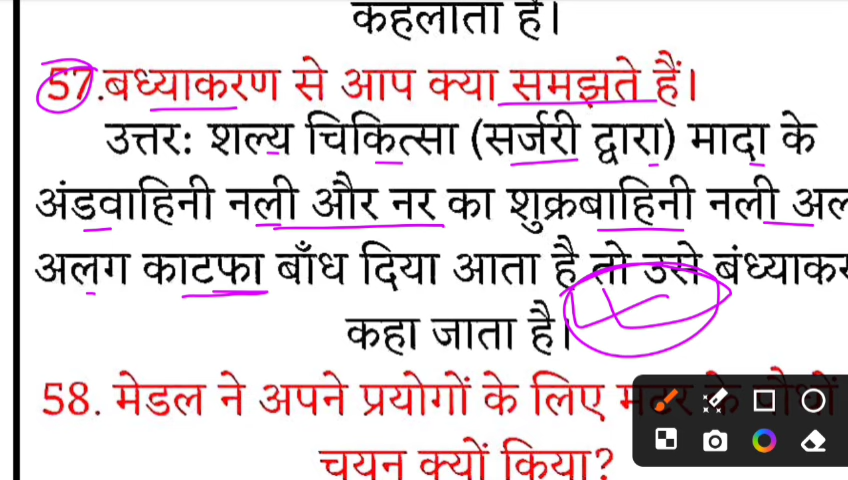 कहलाता है।
57.बध्याकरण से आप क्या समझते हैं।
उत्तर: शल्य चिकित्सा (सर्जरी द्वारा) मादा के
अंडवाहिनी नली और नर का शुक्रबाहिनी नली अल
अलग काटफा बाँध दिया आता है तो उसे बंध्याकर
कहा जाता है।
58. मेडल ने अपने प्रयोगों के लिए मटर के पौधों
चयन क्यों किया?